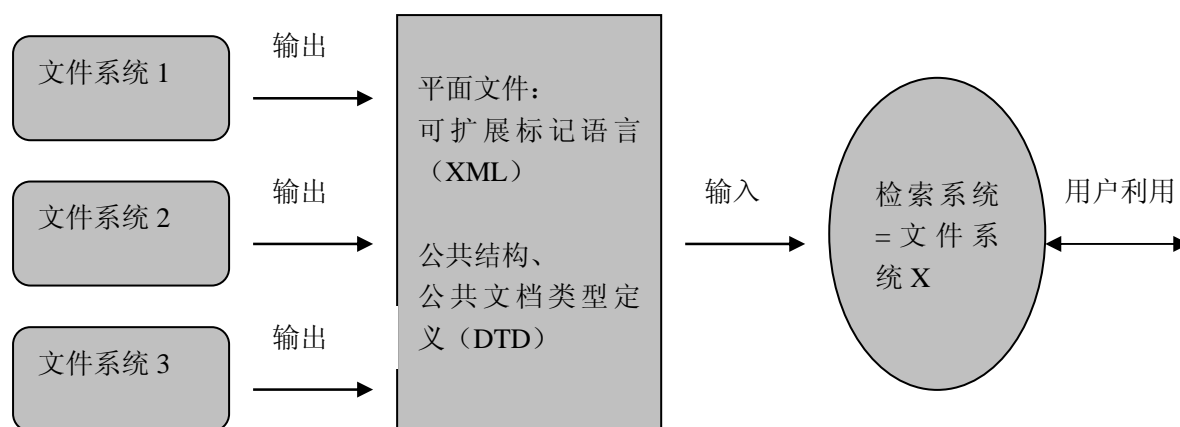 文件系统 1
输出
文件系统 2
输出
文件系统 3
输出
平面文件：
可扩展标记语言
（XML）
公共结构、
公共文档类型定
义（DTD）
输入
检索系统
=文件系
统 X
用户利用